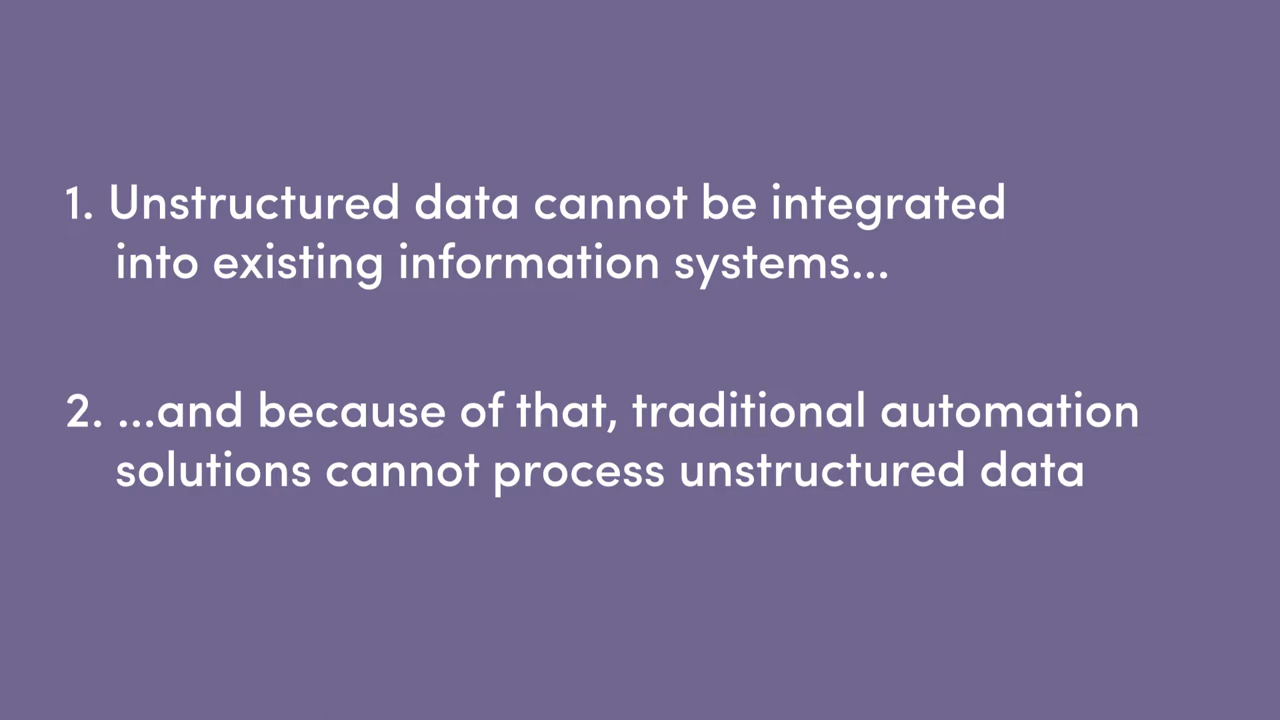 1. Unstructured data cannot be integrated
into existing information systems...
2. ...and because of that, traditional automation
solutions cannot process unstructured data